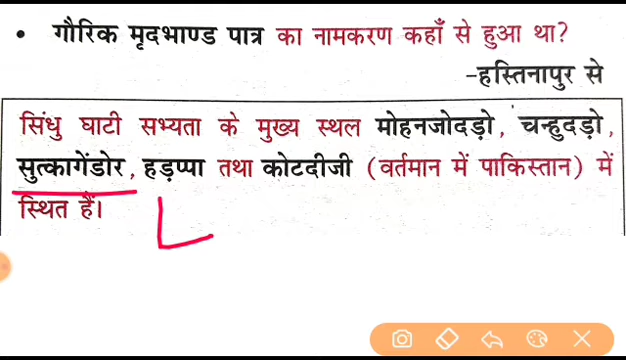 • गौरिक मृदभाण्ड पात्र का नामकरण कहाँ से हुआ था?
-हस्तिनापुर से
सिंधु घाटी सभ्यता के मुख्य स्थल मोहनजोदड़ो, चन्हुदड़ो,
सुत्कागेंडोर, हड़प्पा तथा कोटदीजी (वर्तमान में पाकिस्तान) में
स्थित हैं।